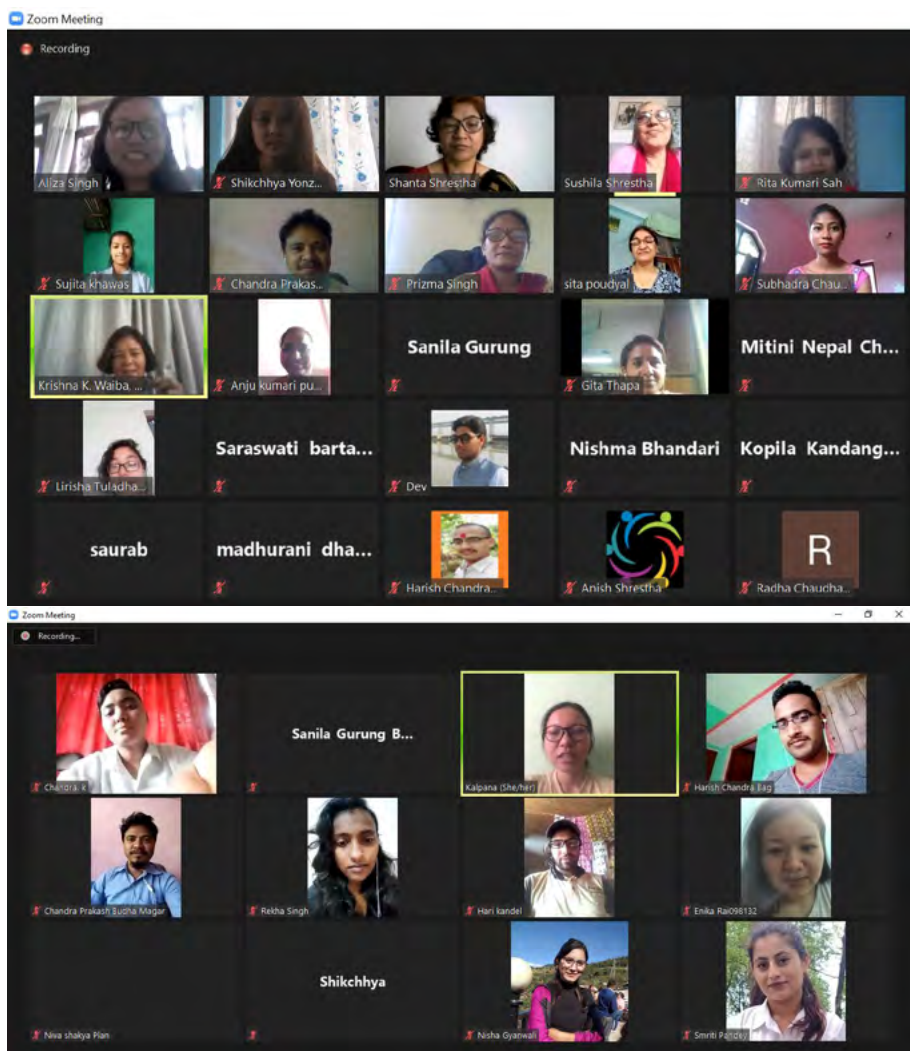 Zoom Meeting
Recording
Aliza Singh
Shikchhya Yonz...
Shanta Shrestha
Sushila Shrestha
Rita Kumari Sah
Sujita khawas
Chandra Prakas...
Prizma Singh
sita poudyal
Subhadra Chau...
Krishna K. Waiba, ...
Anju kumari pu...
Sanila Gurung
Gita Thapa
Mitini Nepal Ch...
Lirisha Tuladha...
Saraswati barta...
Dev
Nishma Bhandari
Kopila Kandang...
saurab
madhurani dha...
Harish Chandra...
Anish Shrestha
R
Radha Chaudha...
Zoom Meeting
Recording...
Chandra k
Sanila Gurung B...
Kalpana (She/her)
Harish Chandra Bag
Chandra Prakash Budha Magar
Rekha Singh
Hari kandel
Enika Rai098132
Niva shakya Plan
Shikchhya
Nisha Gyanwali
Smriti Pandey